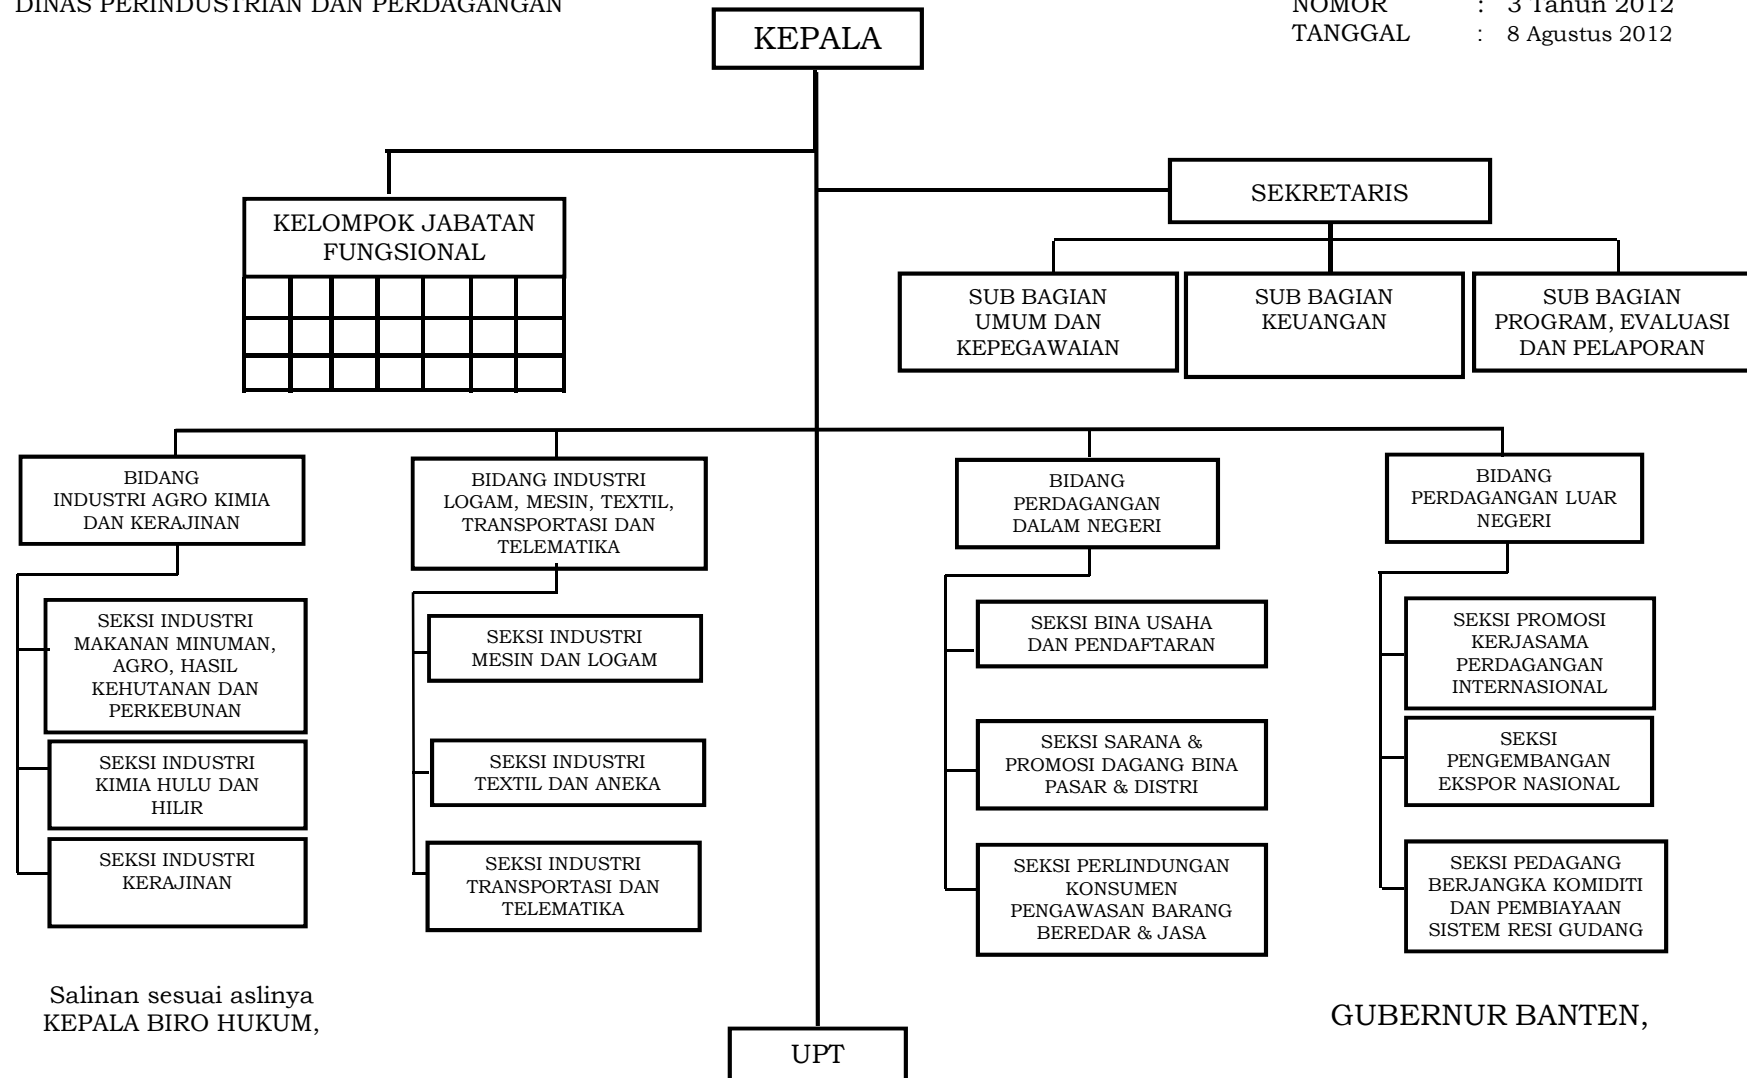 DINAS PERINDUSTRIAN DAN PERDAGANGAN
NOMOR : 3 Tahun 2012
TANGGAL : 8 Agustus 2012
KEPALA
SEKRETARIS
KELOMPOK JABATAN
FUNGSIONAL
SUB BAGIAN
UMUM DAN
KEPEGAWAIAN
SUB BAGIAN
KEUANGAN
SUB BAGIAN
PROGRAM, EVALUASI
DAN PELAPORAN
BIDANG
INDUSTRI AGRO KIMIA
DAN KERAJINAN
BIDANG INDUSTRI
LOGAM, MESIN, TEXTIL,
TRANSPORTASI DAN
TELEMATIKA
BIDANG
PERDAGANGAN
DALAM NEGERI
BIDANG
PERDAGANGAN LUAR
NEGERI
SEKSI INDUSTRI
MAKANAN MINUMAN,
AGRO, HASIL
KEHUTANAN DAN
PERKEBUNAN
SEKSI INDUSTRI
KIMIA HULU DAN
HILIR
SEKSI INDUSTRI
KERAJINAN
SEKSI INDUSTRI
MESIN DAN LOGAM
SEKSI INDUSTRI
TEXTIL DAN ANEKA
SEKSI INDUSTRI
TRANSPORTASI DAN
TELEMATIKA
SEKSI BINA USAHA
DAN PENDAFTARAN
SEKSI SARANA &
PROMOSI DAGANG BINA
PASAR & DISTRI
SEKSI PERLINDUNGAN
KONSUMEN
PENGAWASAN BARANG
BEREDAR & JASA
SEKSI PROMOSI
KERJASAMA
PERDAGANGAN
INTERNASIONAL
SEKSI
PENGEMBANGAN
EKSPOR NASIONAL
SEKSI PEDAGANG
BERJANGKA KOMIDITI
DAN PEMBIAYAAN
SISTEM RESI GUDANG
Salinan sesuai aslinya
KEPALA BIRO HUKUM,
GUBERNUR BANTEN,
UPT